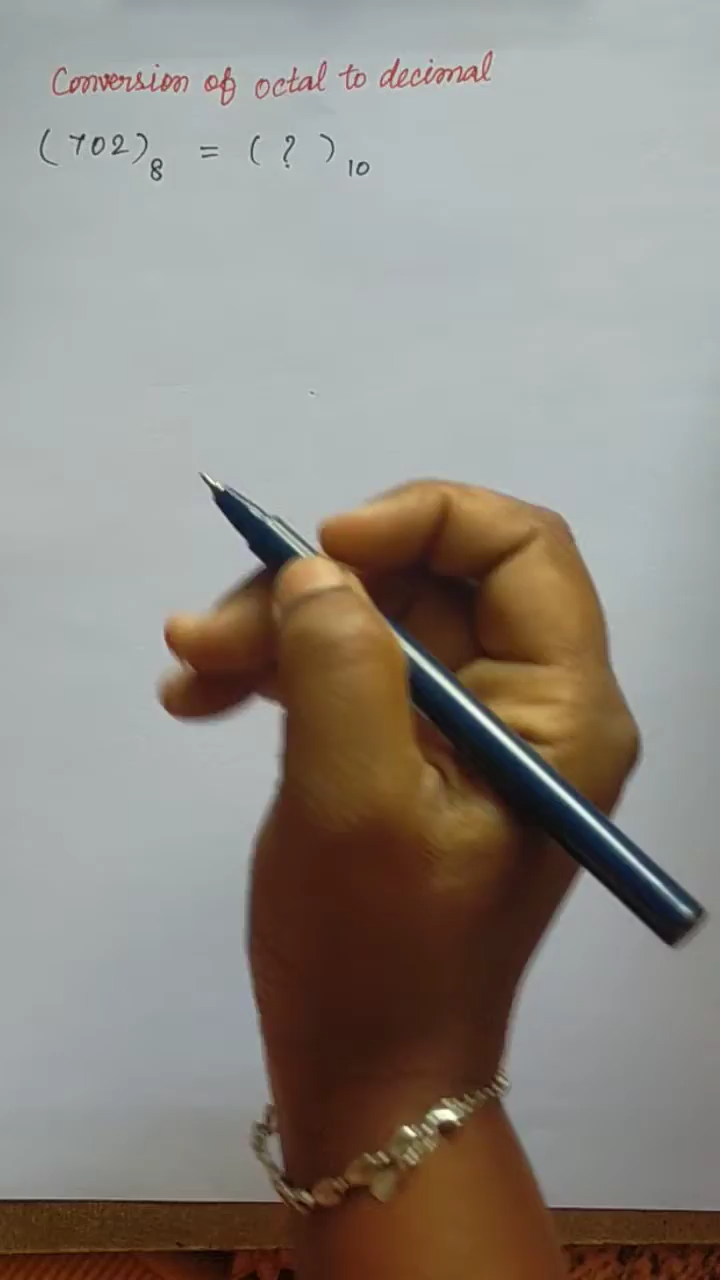 Conversion of octal to decimal
(702)₈ = ( ? )₁₀